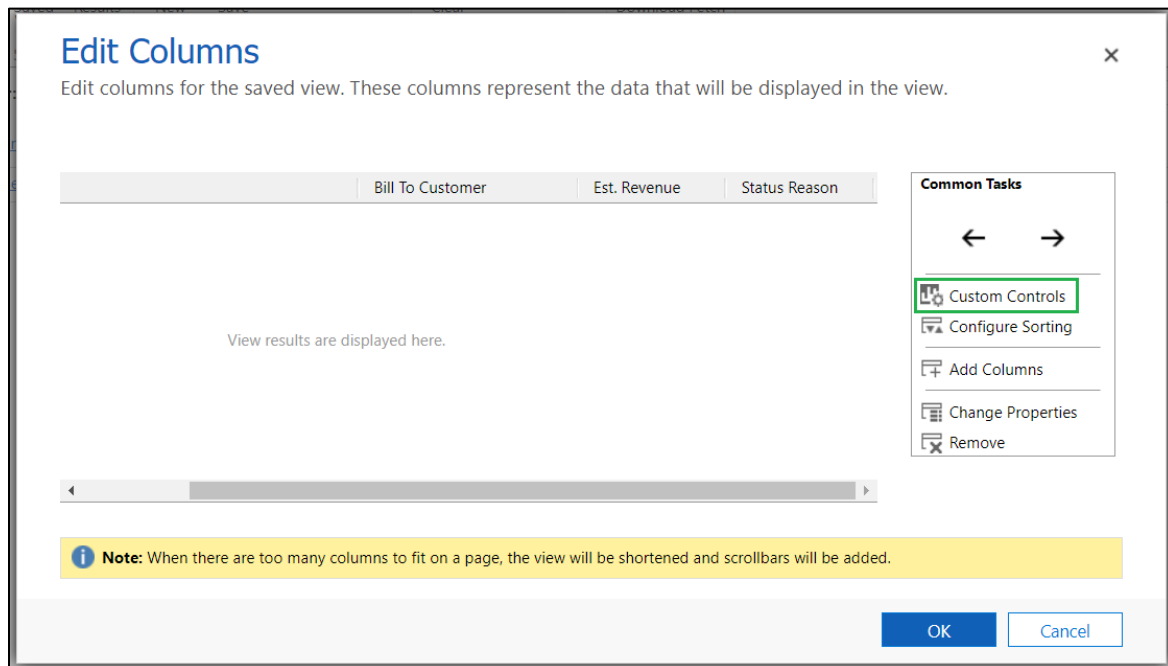 Edit Columns
Edit columns for the saved view. These columns represent the data that will be displayed in the view.
Bill To Customer Est. Revenue Status Reason
View results are displayed here.
Common Tasks
Custom Controls
Configure Sorting
Add Columns
Change Properties
Remove
Note: When there are too many columns to fit on a page, the view will be shortened and scrollbars will be added.
OK Cancel